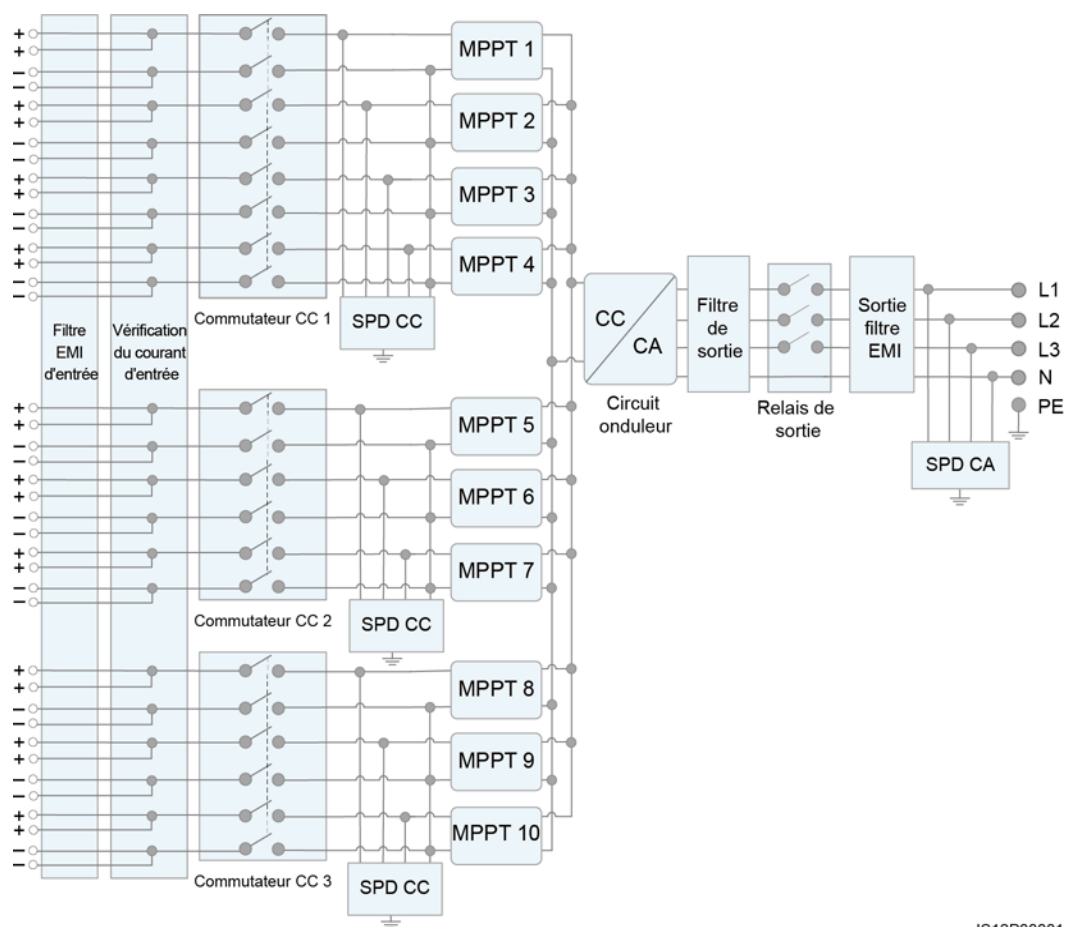 +
+
−
−
+
+
−
−
+
+
−
−
+
+
−
−
Filtre
EMI
d'entrée
Vérification
du courant
d'entrée
Commutateur CC 1
SPD CC
MPPT 1
MPPT 2
MPPT 3
MPPT 4
+
+
−
−
+
+
−
−
+
+
−
−
Commutateur CC 2
SPD CC
MPPT 5
MPPT 6
MPPT 7
+
+
−
−
+
+
−
−
+
+
−
−
Commutateur CC 3
SPD CC
MPPT 8
MPPT 9
MPPT 10
CC
CA
Circuit
onduleur
Filtre
de
sortie
Relais de
sortie
Sortie
filtre
EMI
L1
L2
L3
N
PE
SPD CA